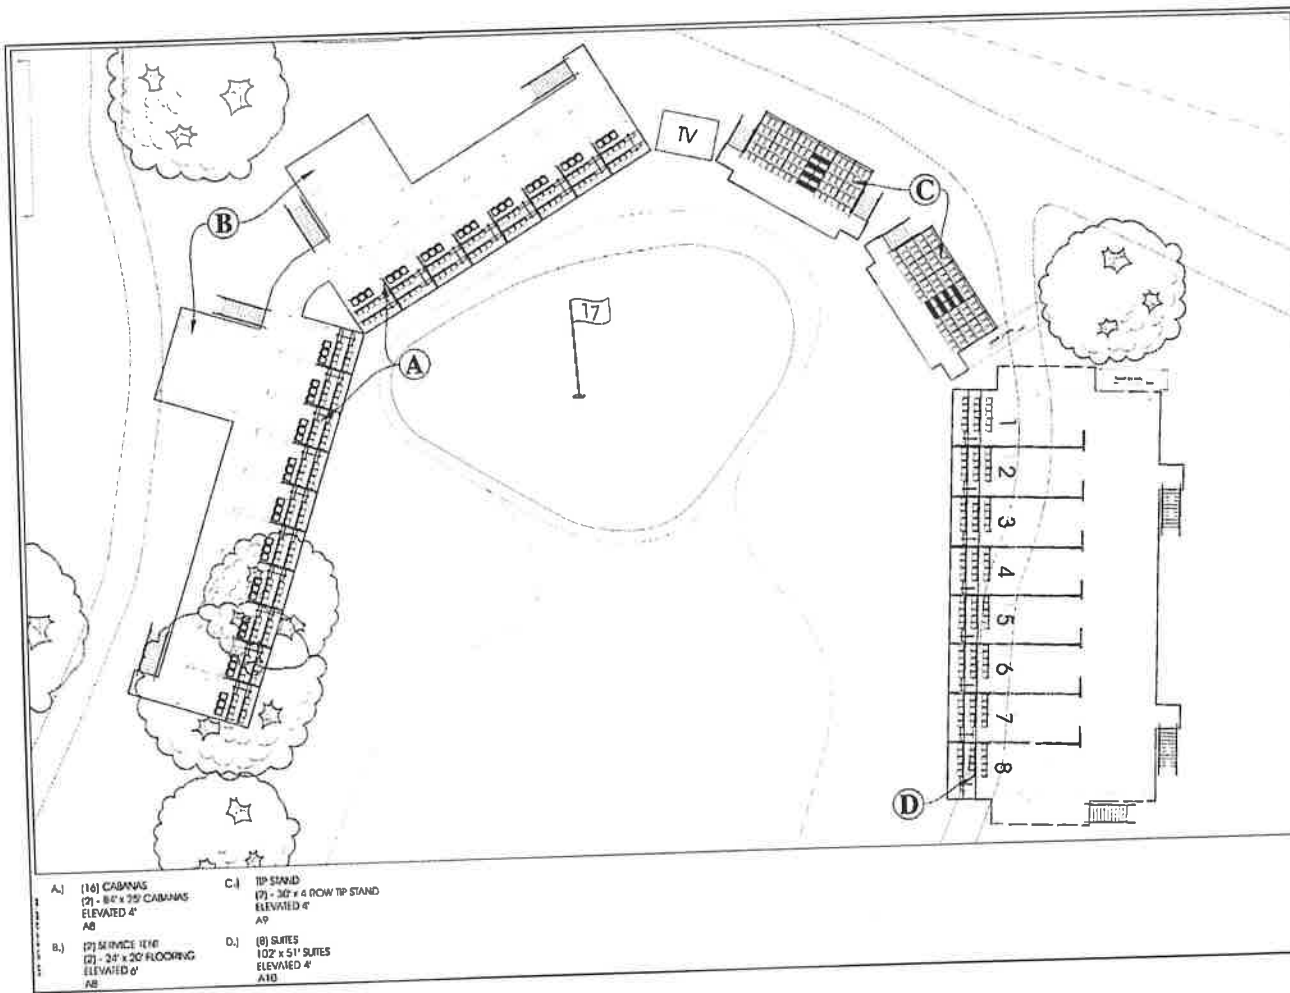 TV
C
B
17
A
1
2
3
4
5
6
7
8
D
A.) (16) CABANAS
(2) - 84' x 25' CABANAS
ELEVATED 4'
A8
B.) (2) SERVICE TENT
(2) - 24' x 20' FLOORING
ELEVATED 6'
A8
C.) TIP STAND
(2) - 30' x 4 ROW TIP STAND
ELEVATED 4'
A9
D.) (8) SUITES
102' x 51' SUITES
ELEVATED 4'
A10